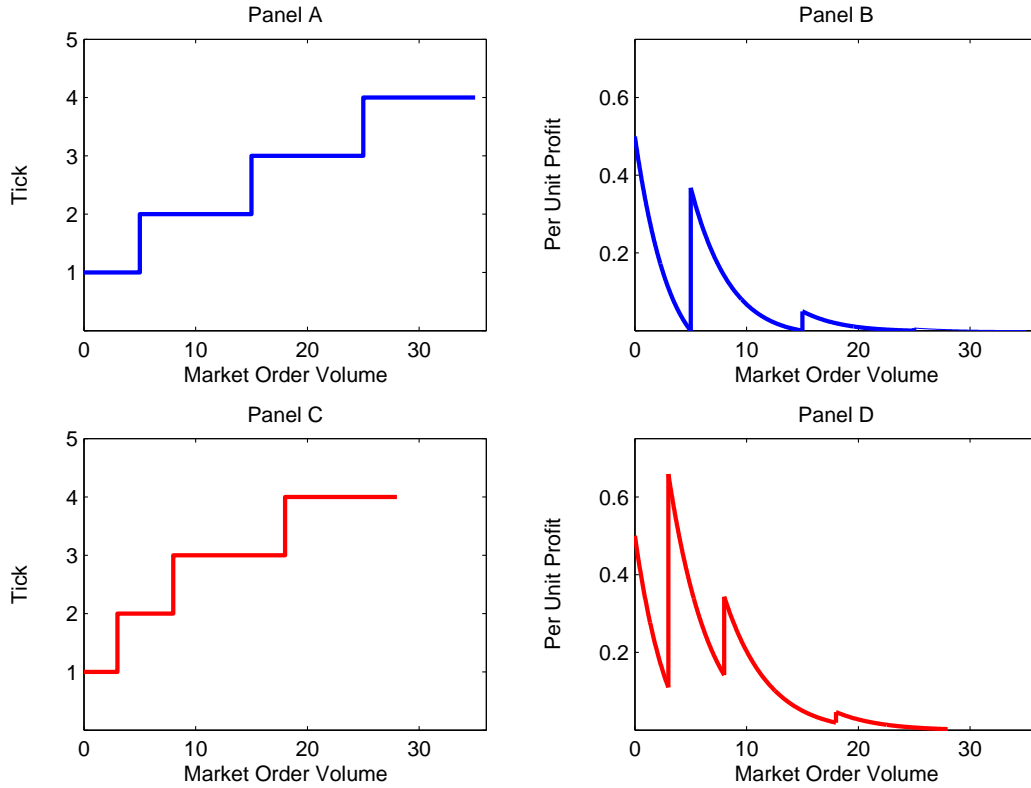 Panel A
5
4
3
2
1
Tick
0 10 20 30
Market Order Volume
Panel B
0.6
0.4
0.2
Per Unit Profit
0 10 20 30
Market Order Volume
Panel C
5
4
3
2
1
Tick
0 10 20 30
Market Order Volume
Panel D
0.6
0.4
0.2
Per Unit Profit
0 10 20 30
Market Order Volume